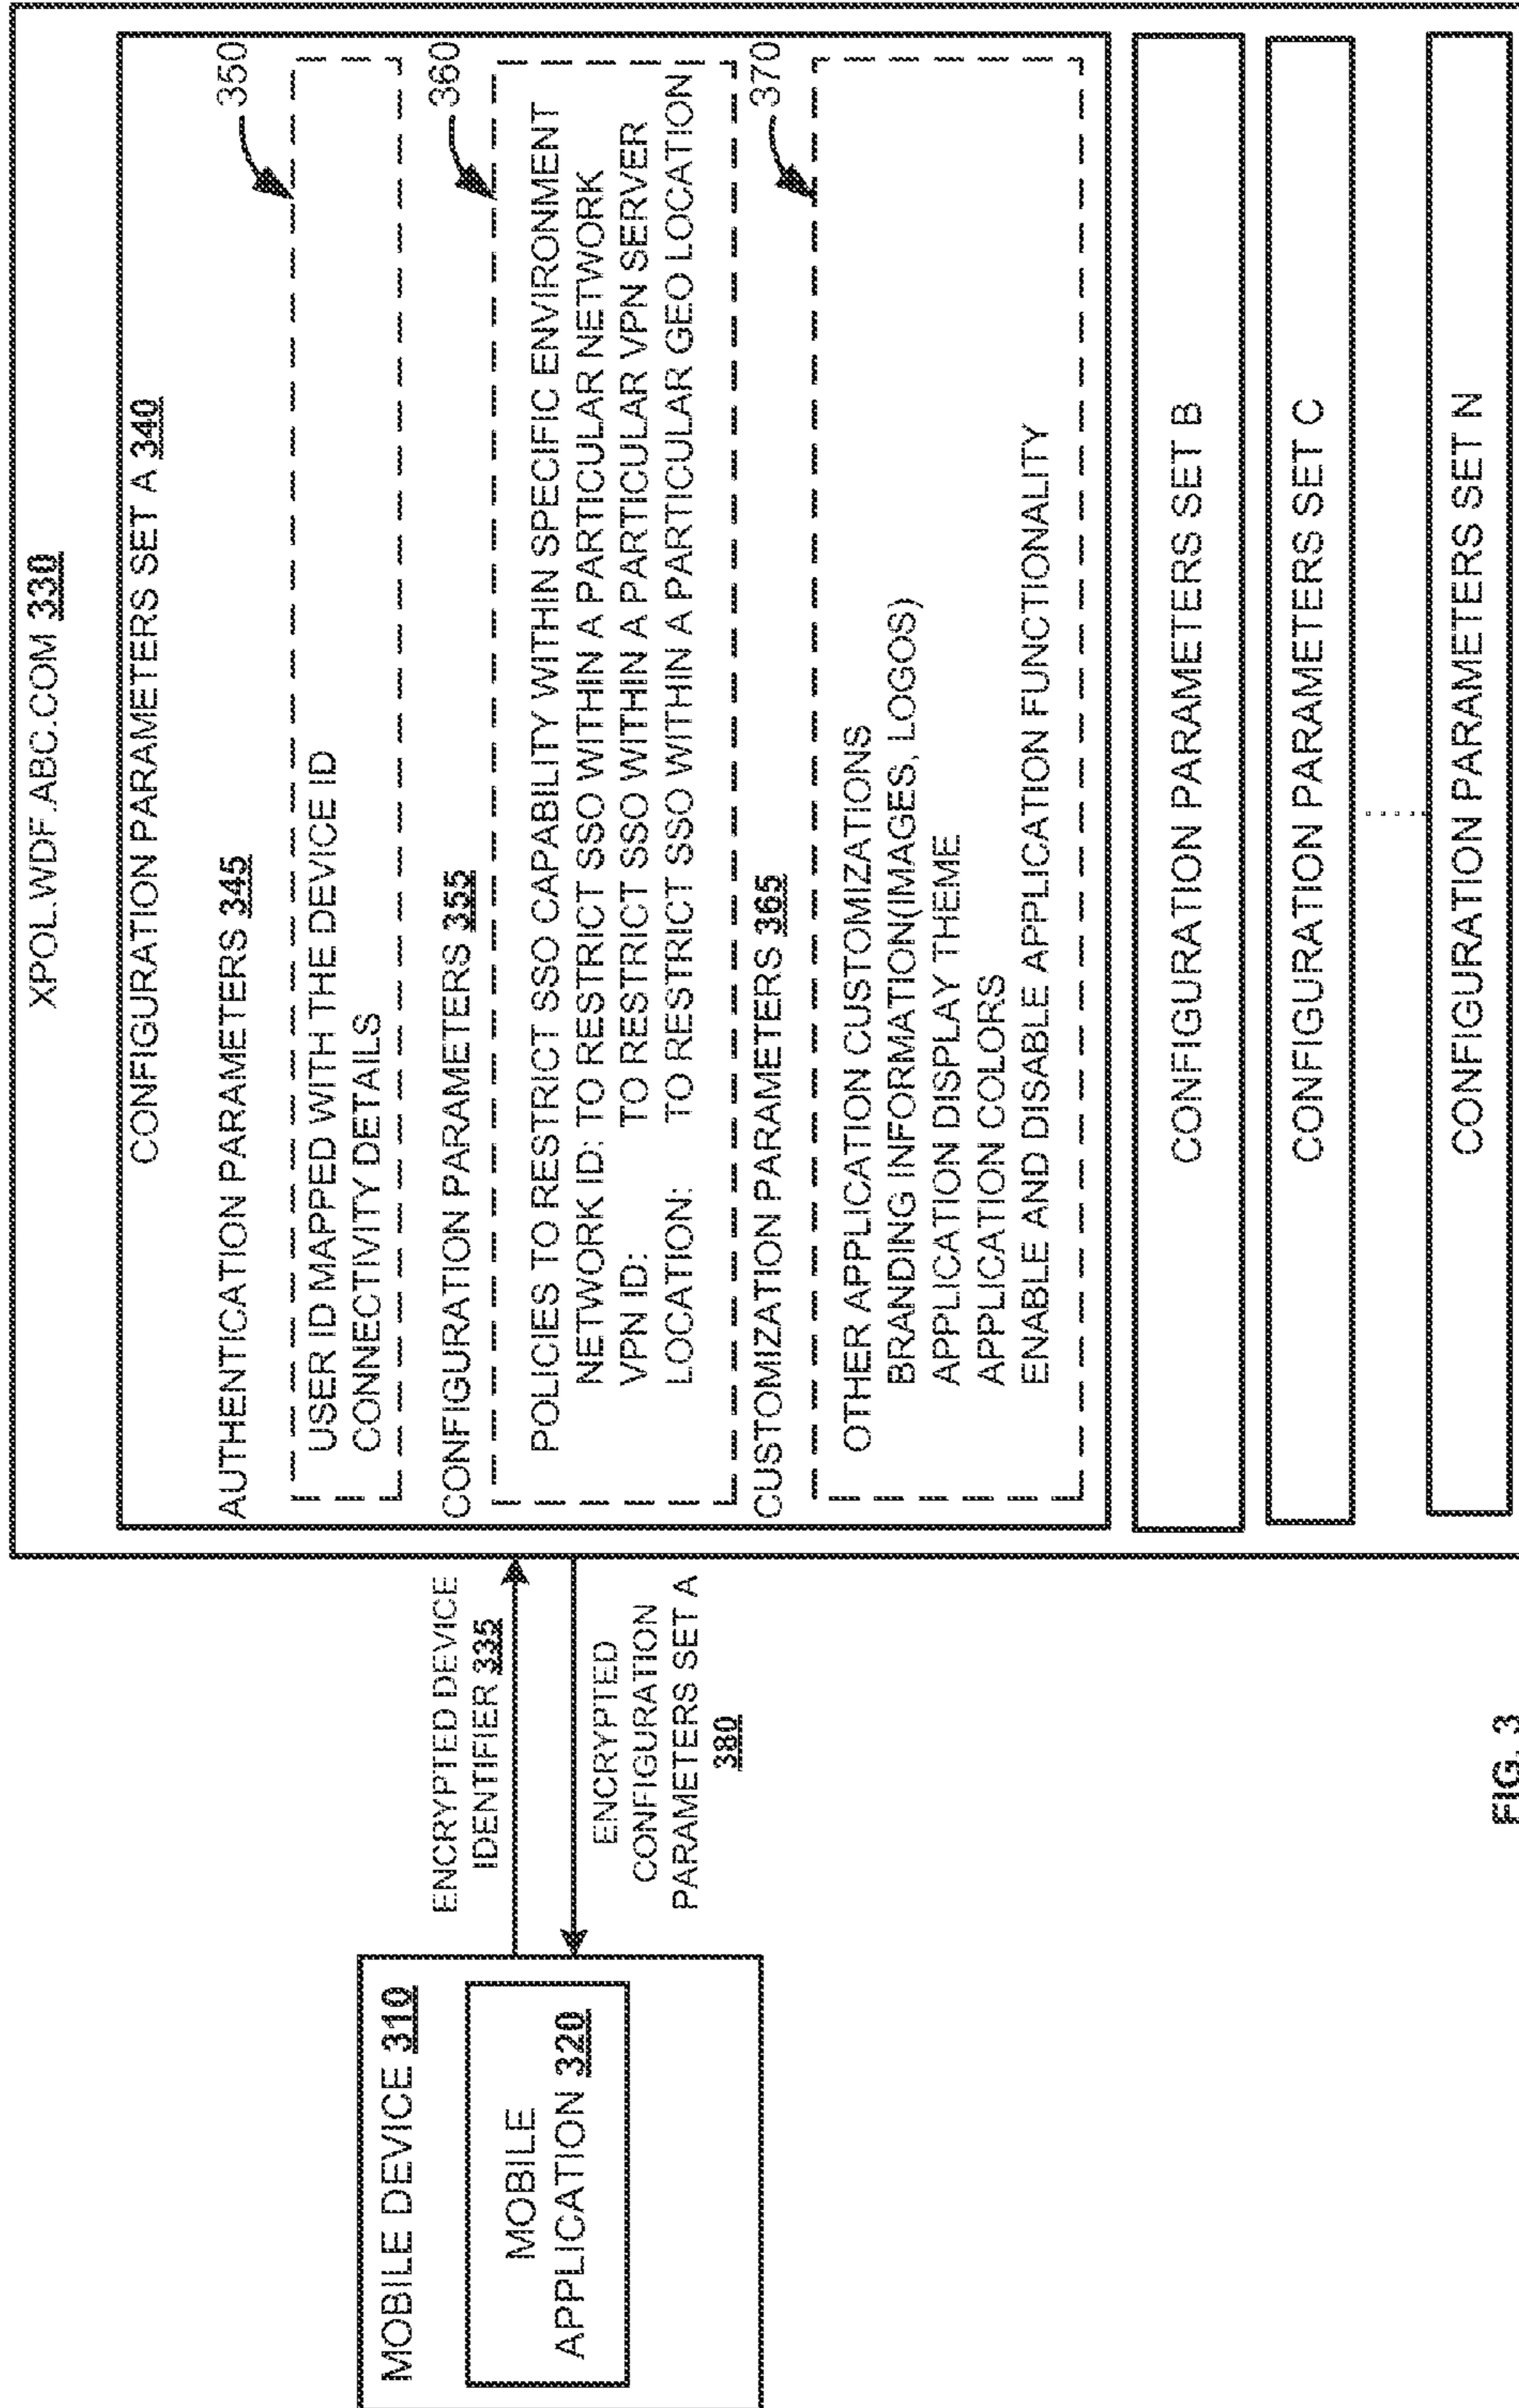 MOBILE DEVICE 310
MOBILE
APPLICATION 320
ENCRYPTED DEVICE
IDENTIFIER 335
ENCRYPTED
CONFIGURATION
PARAMETERS SET A
380
XPOL.WDF.ABC.COM 330
CONFIGURATION PARAMETERS SET A 340
AUTHENTICATION PARAMETERS 345
350
USER ID MAPPED WITH THE DEVICE ID
CONNECTIVITY DETAILS
CONFIGURATION PARAMETERS 355
360
POLICIES TO RESTRICT SSO CAPABILITY WITHIN SPECIFIC ENVIRONMENT
NETWORK ID: TO RESTRICT SSO WITHIN A PARTICULAR NETWORK
VPN ID: TO RESTRICT SSO WITHIN A PARTICULAR VPN SERVER
LOCATION: TO RESTRICT SSO WITHIN A PARTICULAR GEO LOCATION
CUSTOMIZATION PARAMETERS 365
370
OTHER APPLICATION CUSTOMIZATIONS
BRANDING INFORMATION(IMAGES, LOGOS)
APPLICATION DISPLAY THEME
APPLICATION COLORS
ENABLE AND DISABLE APPLICATION FUNCTIONALITY
CONFIGURATION PARAMETERS SET B
CONFIGURATION PARAMETERS SET C
....
CONFIGURATION PARAMETERS SET N
FIG. 3